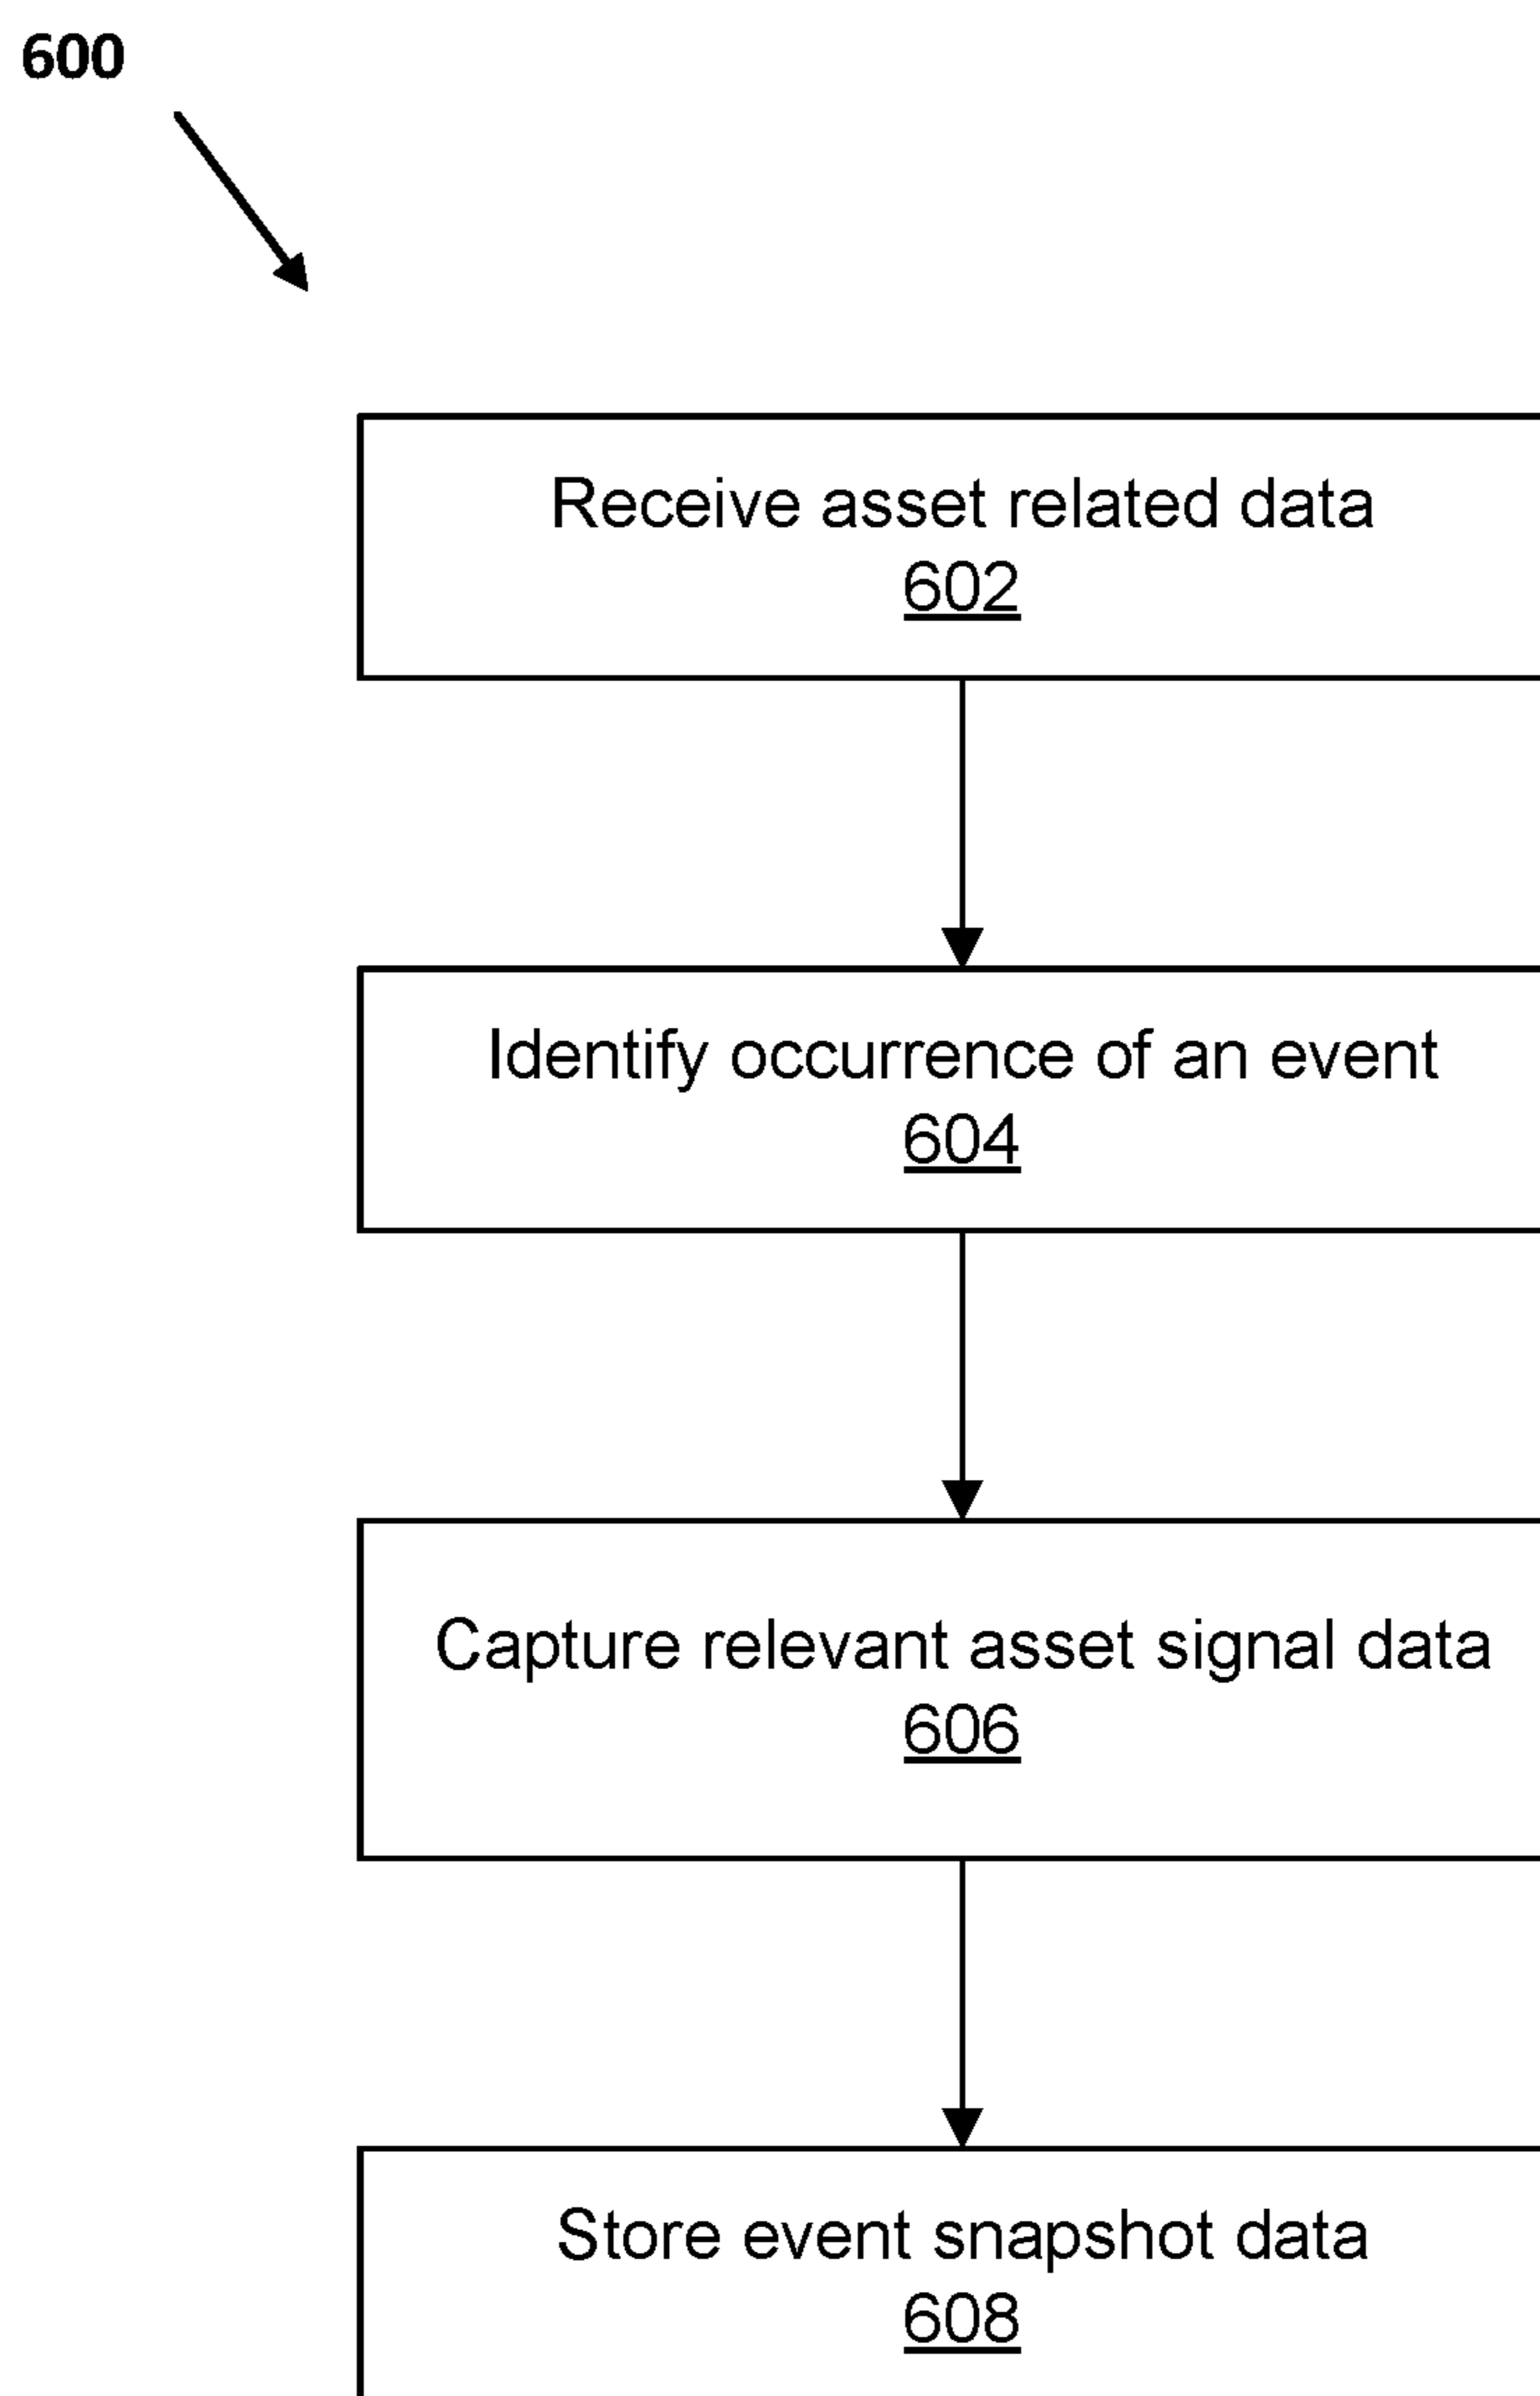 600
Receive asset related data
602
Identify occurrence of an event
604
Capture relevant asset signal data
606
Store event snapshot data
608